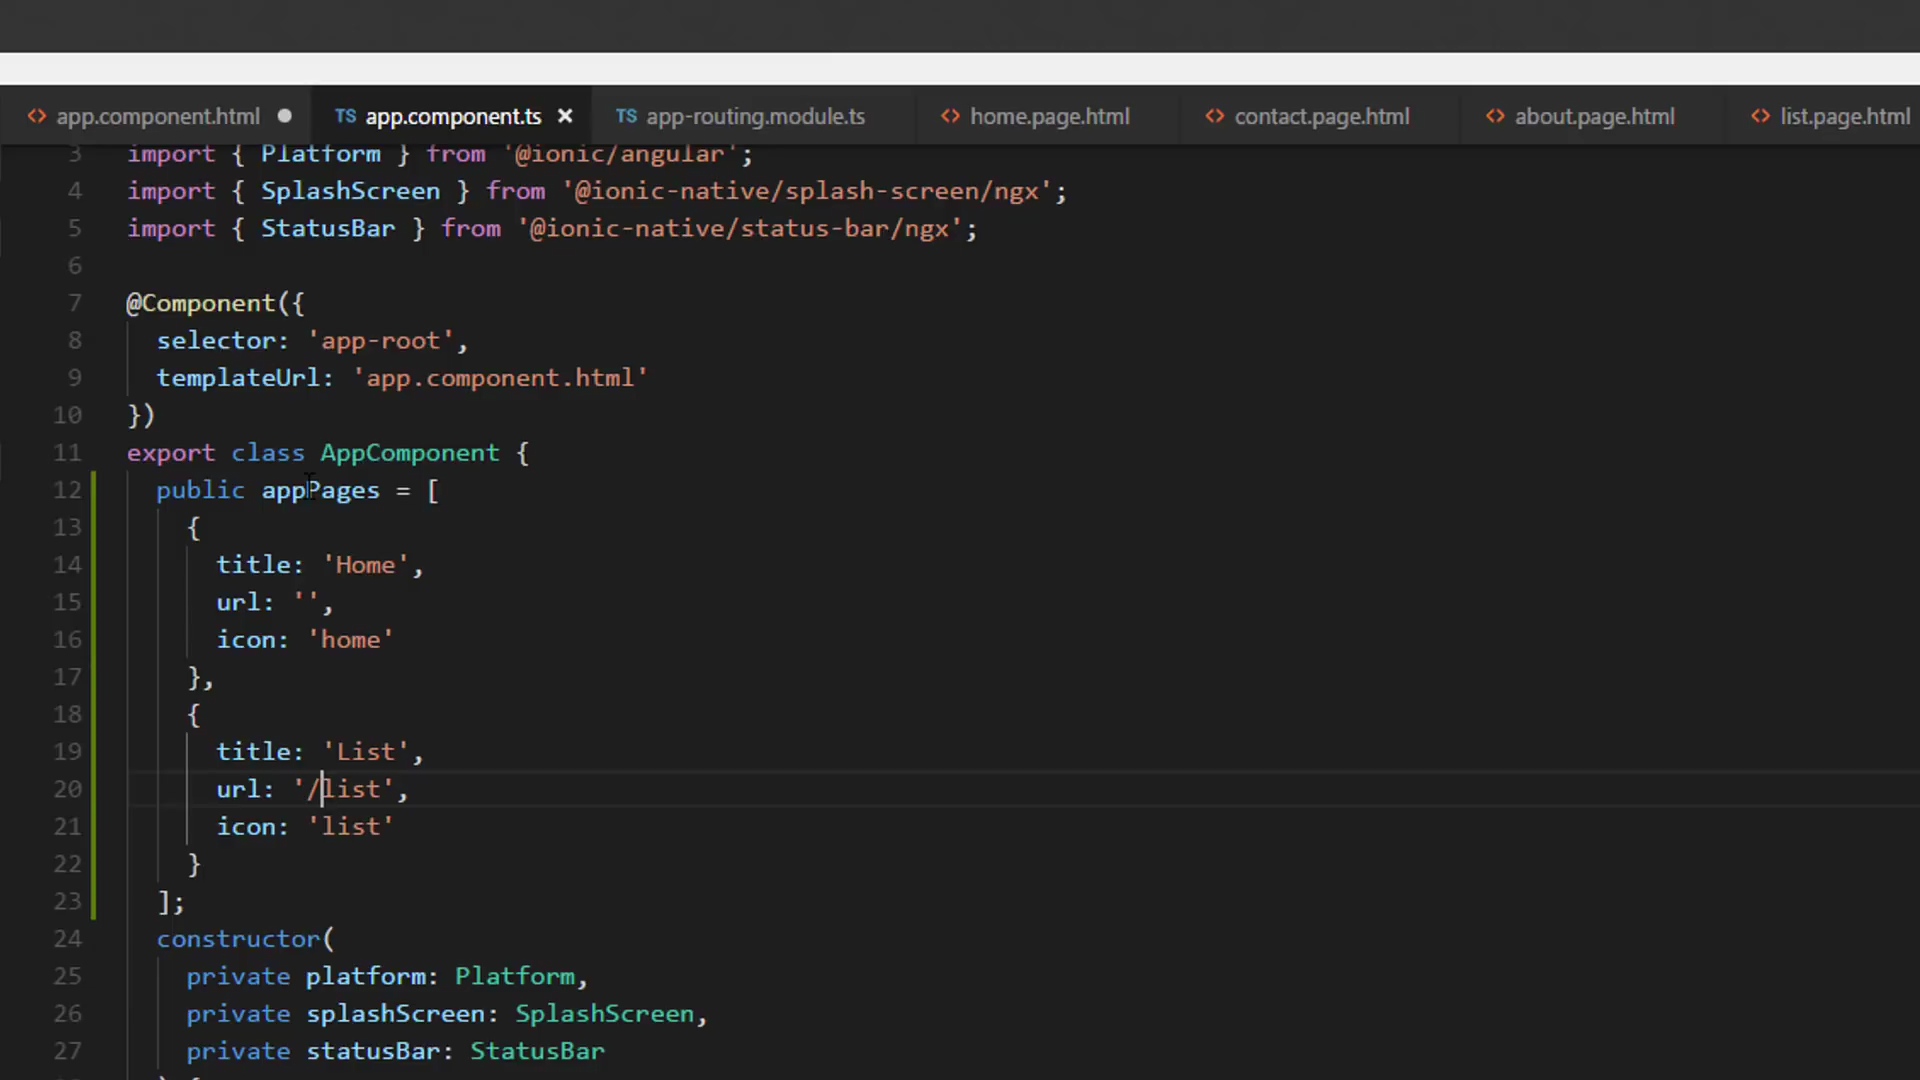 app.component.html
TS app.component.ts
TS app-routing.module.ts
home.page.html
contact.page.html
about.page.html
list.page.html
3 import { Platform } from '@ionic/angular';
4 import { SplashScreen } from '@ionic-native/splash-screen/ngx';
5 import { StatusBar } from '@ionic-native/status-bar/ngx';
6
7 @Component({
8 selector: 'app-root',
9 templateUrl: 'app.component.html'
10 })
11 export class AppComponent {
12 public appPages = [
13 {
14 title: 'Home',
15 url: '',
16 icon: 'home'
17 },
18 {
19 title: 'List',
20 url: '/list',
21 icon: 'list'
22 }
23 ];
24 constructor(
25 private platform: Platform,
26 private splashScreen: SplashScreen,
27 private statusBar: StatusBar